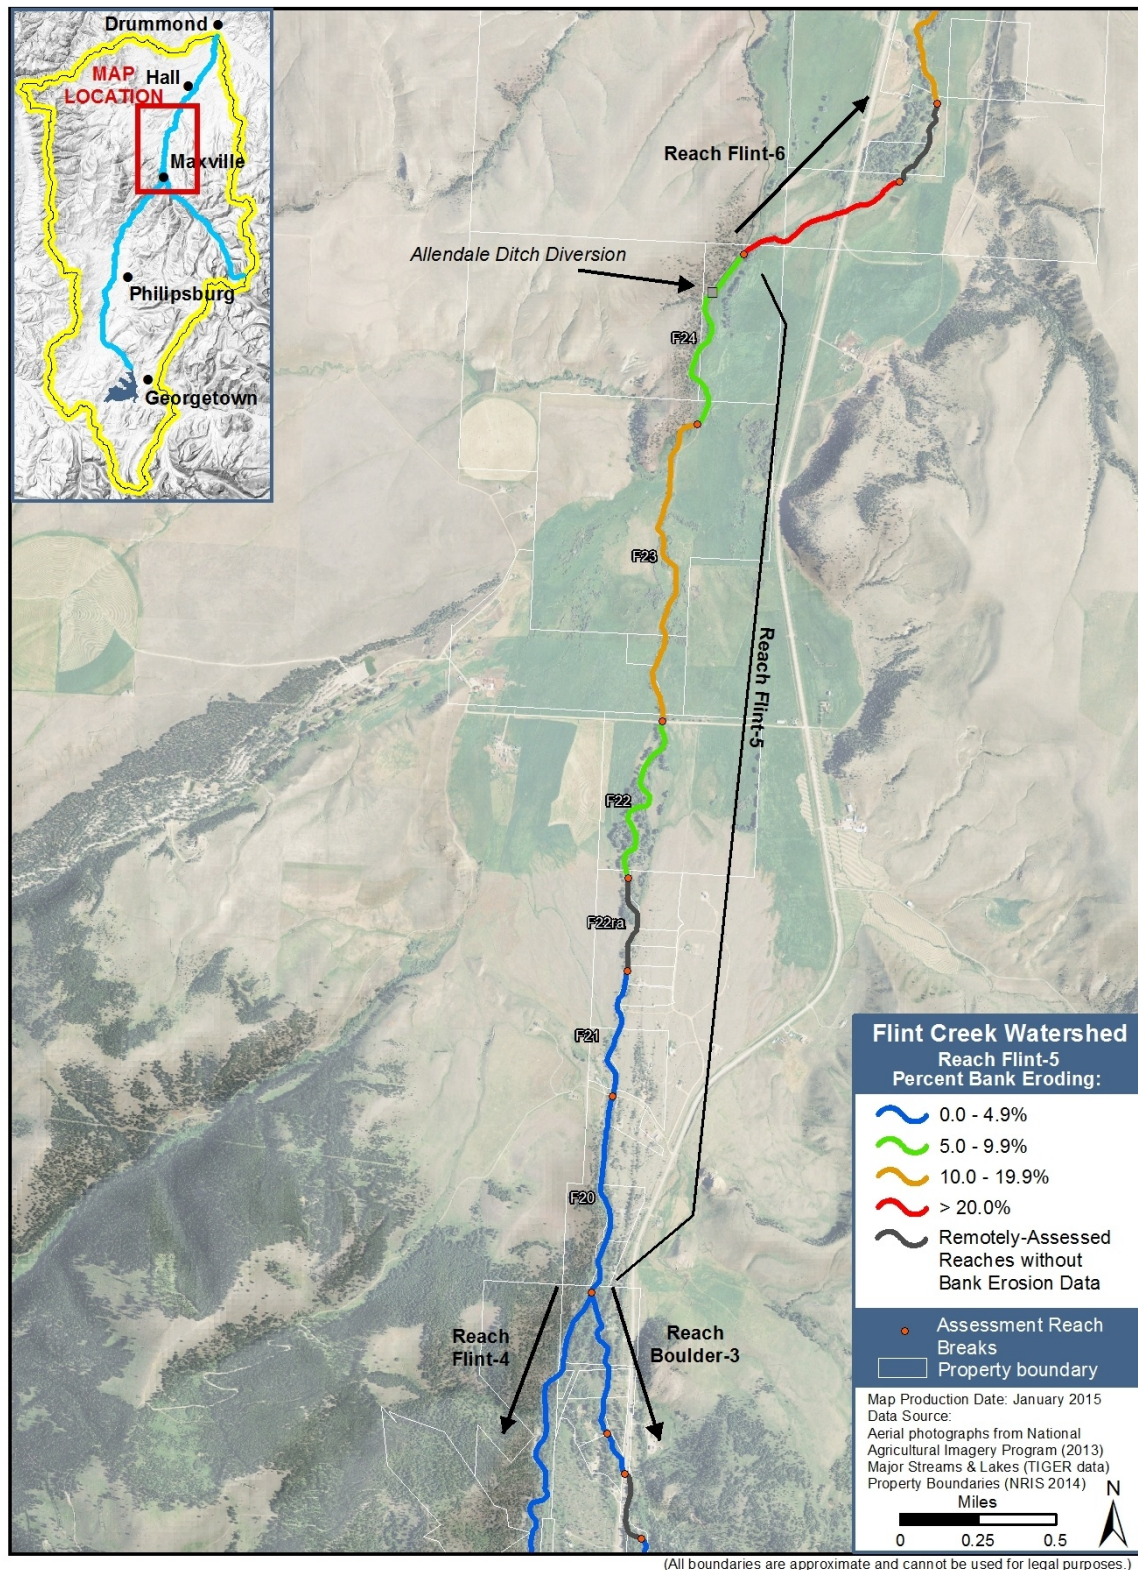 Drummond
MAP
LOCATION
Hall
Maxville
Philipsburg
Georgetown
Reach Flint-6
Allendale Ditch Diversion
F24
F23
Reach Flint-5
F22
F22ra
F21
F20
Reach
Flint-4
Reach
Boulder-3
Flint Creek Watershed
Reach Flint-5
Percent Bank Eroding:
0.0 - 4.9%
5.0 - 9.9%
10.0 - 19.9%
> 20.0%
Remotely-Assessed
Reaches without
Bank Erosion Data
Assessment Reach
Breaks
Property boundary
Map Production Date: January 2015
Data Source:
Aerial photographs from National
Agricultural Imagery Program (2013)
Major Streams & Lakes (TIGER data)
Property Boundaries (NRIS 2014)
N
Miles
0 0.25 0.5
(All boundaries are approximate and cannot be used for legal purposes.)